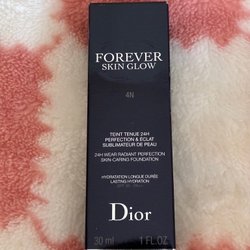 FOREVER
SKIN GLOW
4N
TEINT TENUE 24H
PERFECTION & ÉCLAT
SUBLIMATEUR DE PEAU
24H WEAR RADIANT PERFECTION
SKIN-CARING FOUNDATION
HYDRATATION LONGUE DURÉE
LASTING HYDRATION
Dior
30 ml 1 FL.OZ